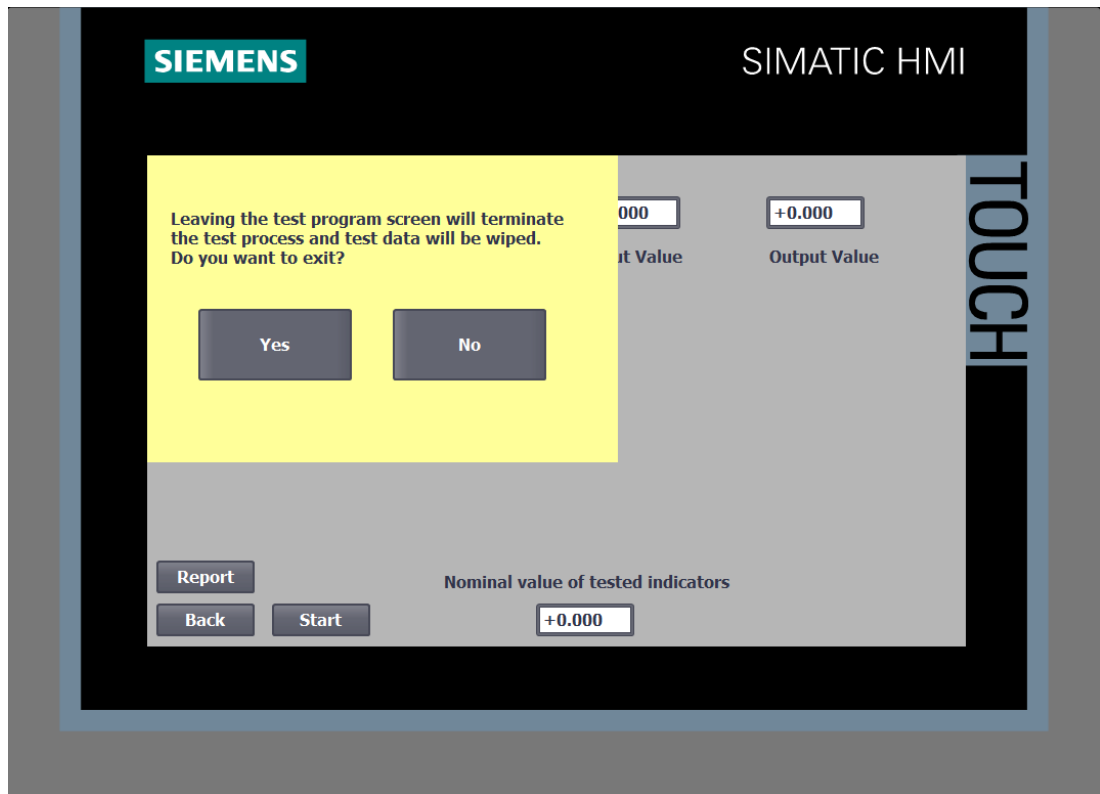 SIEMENS
SIMATIC HMI
TOUCH
Leaving the test program screen will terminate
the test process and test data will be wiped.
Do you want to exit?
Yes
No
000
+0.000
Value
Output Value
Report
Nominal value of tested indicators
Back
Start
+0.000